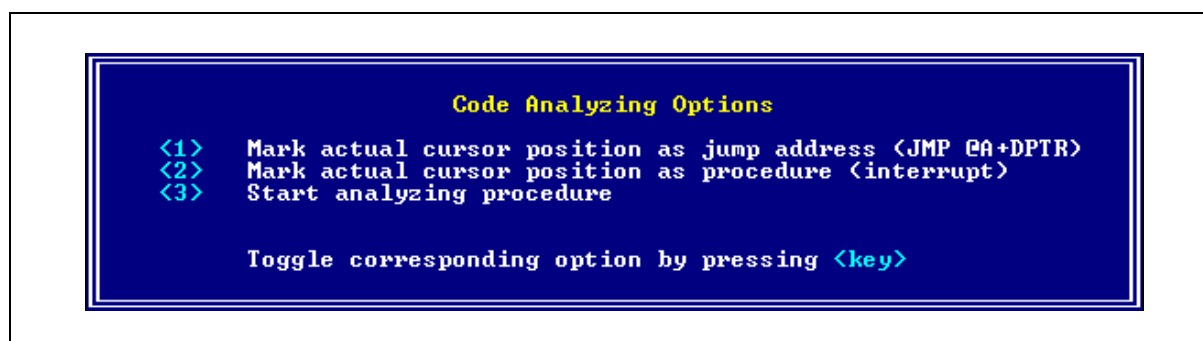 Code Analyzing Options
<1> Mark actual cursor position as jump address (JMP @A+DPTR)
<2> Mark actual cursor position as procedure (interrupt)
<3> Start analyzing procedure
Toggle corresponding option by pressing <key>